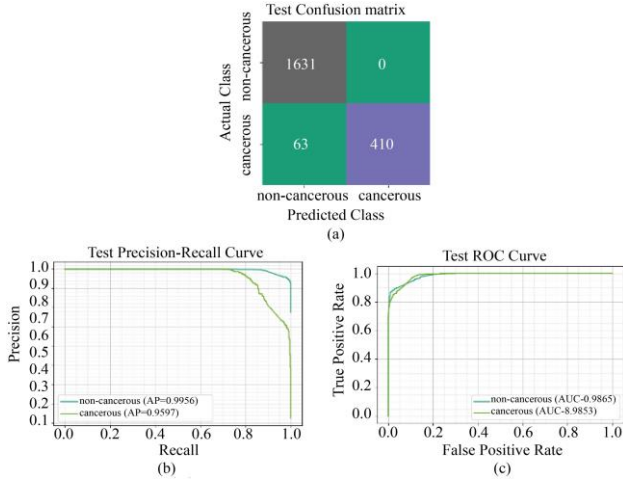 Test Confusion matrix
Actual Class
non-cancerous
cancerous
1631
0
63
410
non-cancerous cancerous
Predicted Class
(a)
Test Precision-Recall Curve
Precision
1.0
0.9
0.6
0.5
0.4
0.3
0.2
0.1
non-cancerous (AP=0.9956)
cancerous (AP=0.9597)
0.0 0.2 0.4 0.6 0.8 1.0
Recall
(b)
Test ROC Curve
True Positive Rate
1.0
0.8
0.6
0.4
0.2
0.0
non-cancerous (AUC-0.9865)
cancerous (AUC-8.9853)
0.0 0.2 0.4 0.6 0.8 1.0
False Positive Rate
(c)